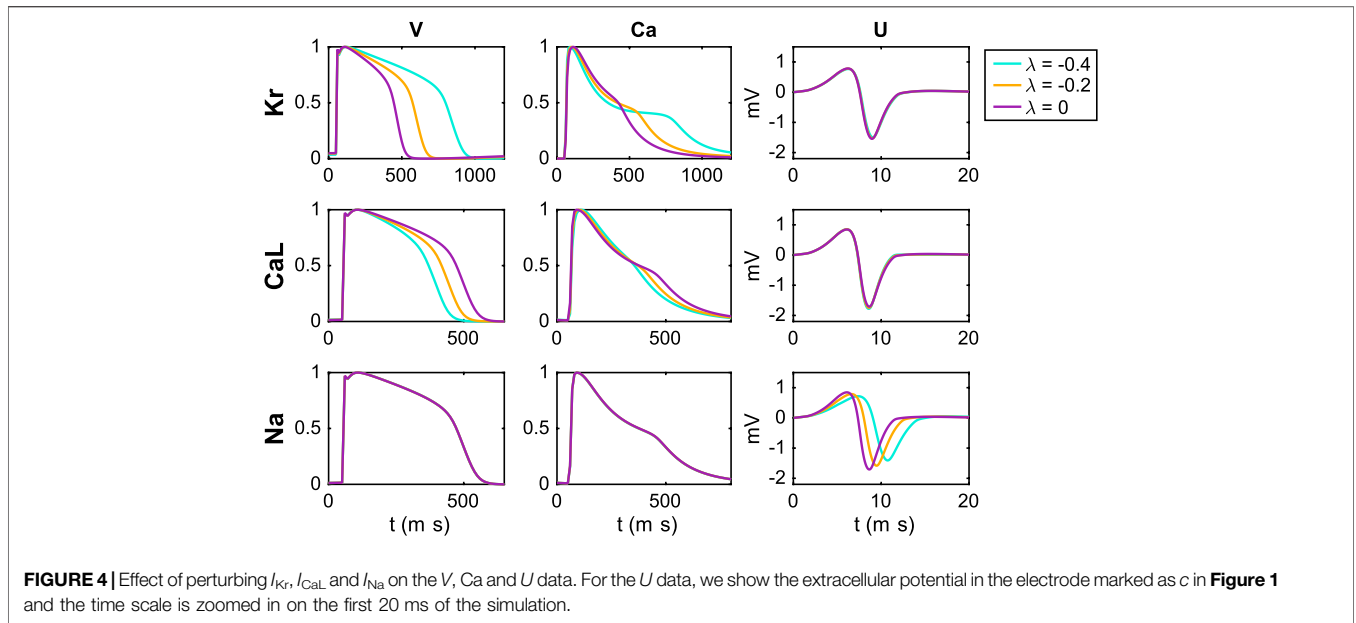 V Ca U
Kr
1
0.5
0
0 500 1000
1
0.5
0
0 500 1000
mV
1
0
-1
-2
0 10 20
λ = -0.4
λ = -0.2
λ = 0
CaL
1
0.5
0
0 500
1
0.5
0
0 500
mV
1
0
-1
-2
0 10 20
Na
1
0.5
0
0 500
t (m s)
1
0.5
0
0 500
t (m s)
mV
1
0
-1
-2
0 10 20
t (m s)
FIGURE 4 | Effect of perturbing I_Kr, I_CaL and I_Na on the V, Ca and U data. For the U data, we show the extracellular potential in the electrode marked as c in Figure 1
and the time scale is zoomed in on the first 20 ms of the simulation.